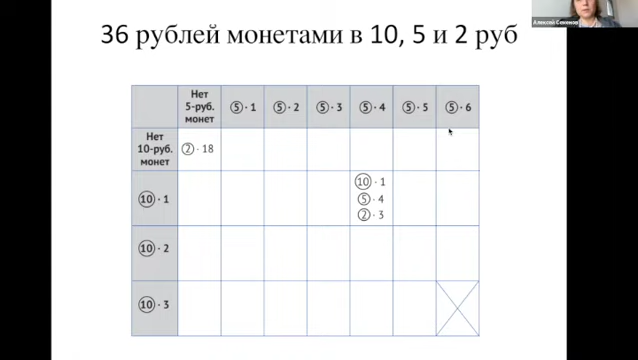 Алексей Семенов
36 рублей монетами в 10, 5 и 2 руб
Нет
5-руб.
монет
5 · 1
5 · 2
5 · 3
5 · 4
5 · 5
5 · 6
Нет
10-руб.
монет
2 · 18
10 · 1
10 · 1
5 · 4
2 · 3
10 · 2
10 · 3